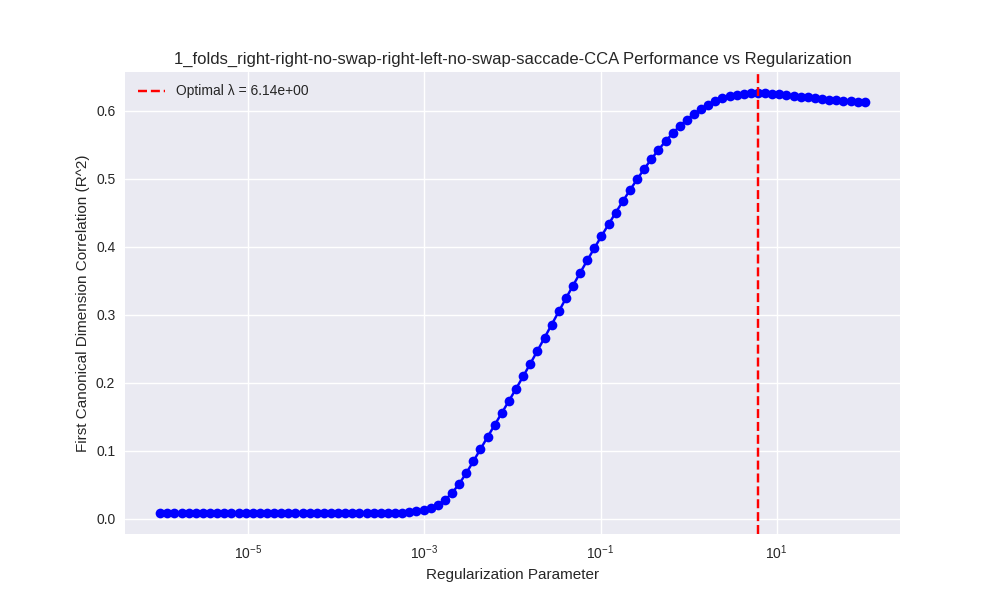 1_folds_right-right-no-swap-right-left-no-swap-saccade-CCA Performance vs Regularization
Optimal λ = 6.14e+00
First Canonical Dimension Correlation (R^2)
0.6
0.5
0.4
0.3
0.2
0.1
0.0
10⁻⁵
10⁻³
10⁻¹
10¹
Regularization Parameter